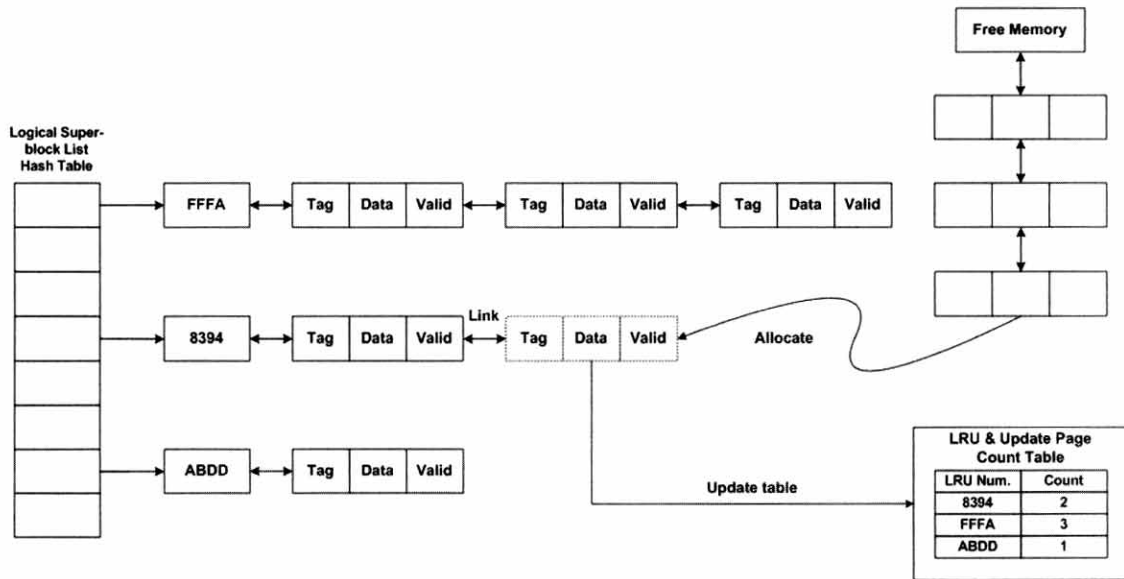 Free Memory
Logical Super-
block List
Hash Table
FFFA
Tag Data Valid Tag Data Valid Tag Data Valid
8394
Tag Data Valid
Link
Tag Data Valid
Allocate
ABDD
Tag Data Valid
Update table
LRU & Update Page
Count Table
LRU Num. Count
8394 2
FFFA 3
ABDD 1